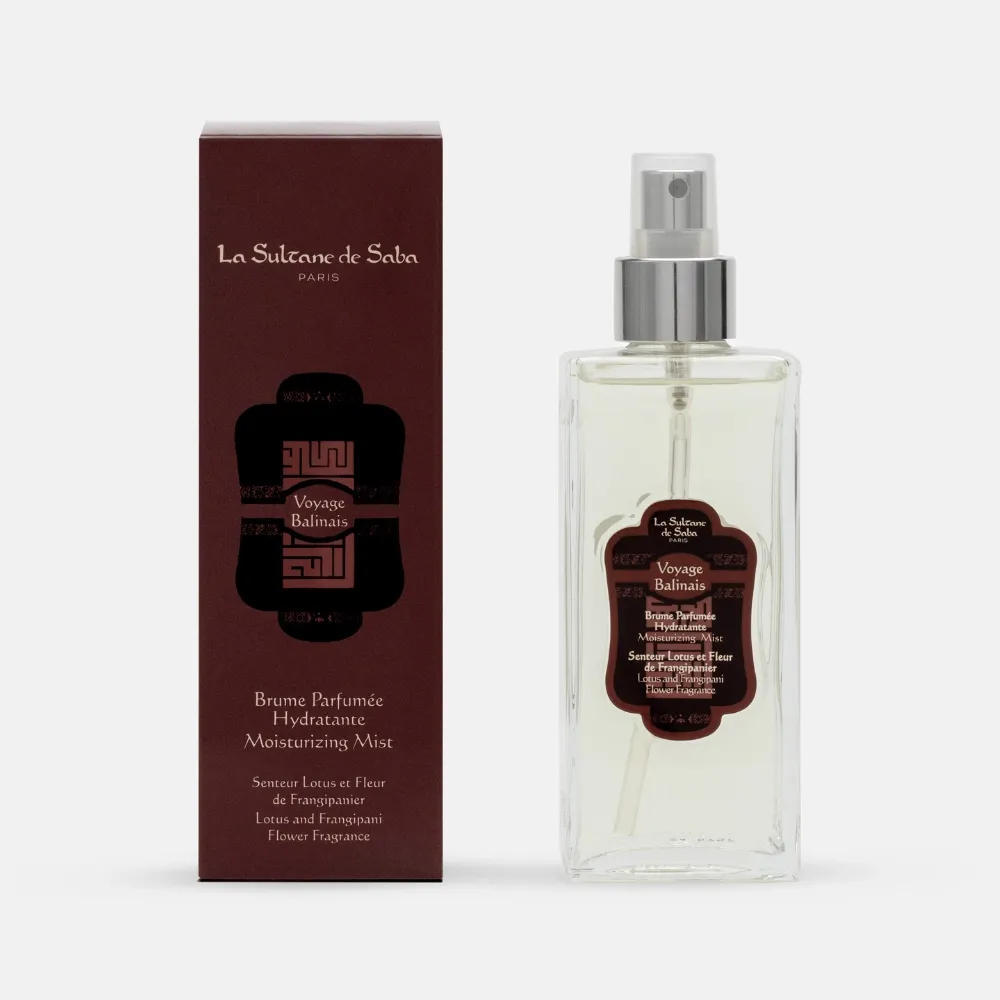 La Sultane de Saba
PARIS
Voyage
Balinais
Brume Parfumée
Hydratante
Moisturizing Mist
Senteur Lotus et Fleur
de Frangipanier
Lotus and Frangipani
Flower Fragrance
La Sultane
de Saba
PARIS
Voyage
Balinais
Brume Parfumée
Hydratante
Moisturizing Mist
Senteur Lotus et Fleur
de Frangipanier
Lotus and Frangipani
Flower Fragrance